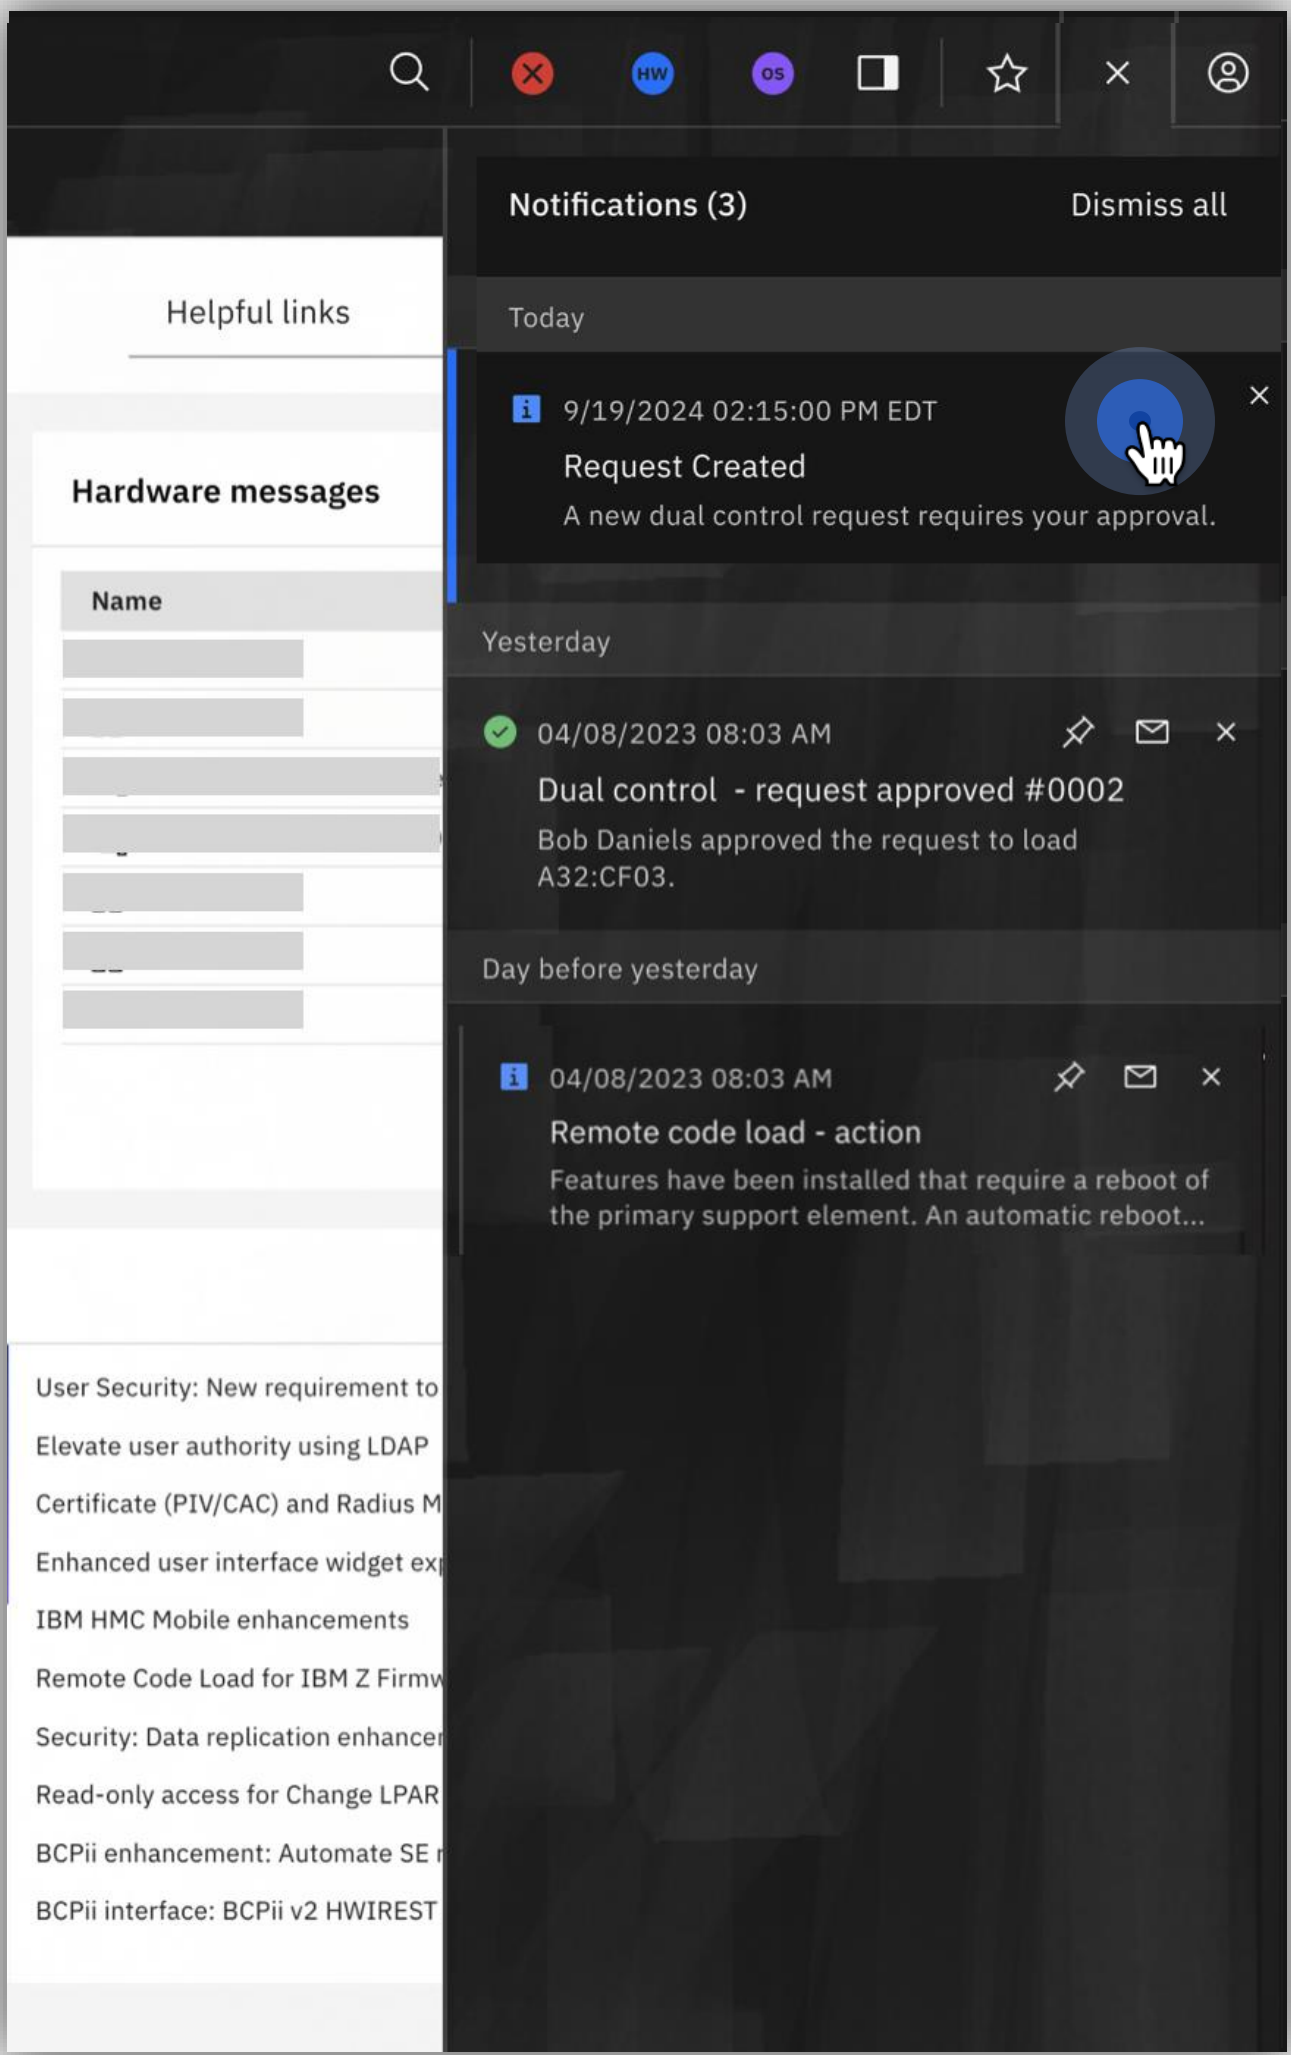 HW
OS
Notifications (3)
Dismiss all
Today
9/19/2024 02:15:00 PM EDT
Request Created
A new dual control request requires your approval.
Yesterday
04/08/2023 08:03 AM
Dual control - request approved #0002
Bob Daniels approved the request to load
A32:CF03.
Day before yesterday
04/08/2023 08:03 AM
Remote code load - action
Features have been installed that require a reboot of
the primary support element. An automatic reboot...
Helpful links
Hardware messages
Name
User Security: New requirement to
Elevate user authority using LDAP
Certificate (PIV/CAC) and Radius M
Enhanced user interface widget
IBM HMC Mobile enhancements
Remote Code Load for IBM Z
Security: Data replication
Read-only access for Change LPAR
BCPii enhancement: Automate SE
BCPii interface: BCPii v2 HWIREST